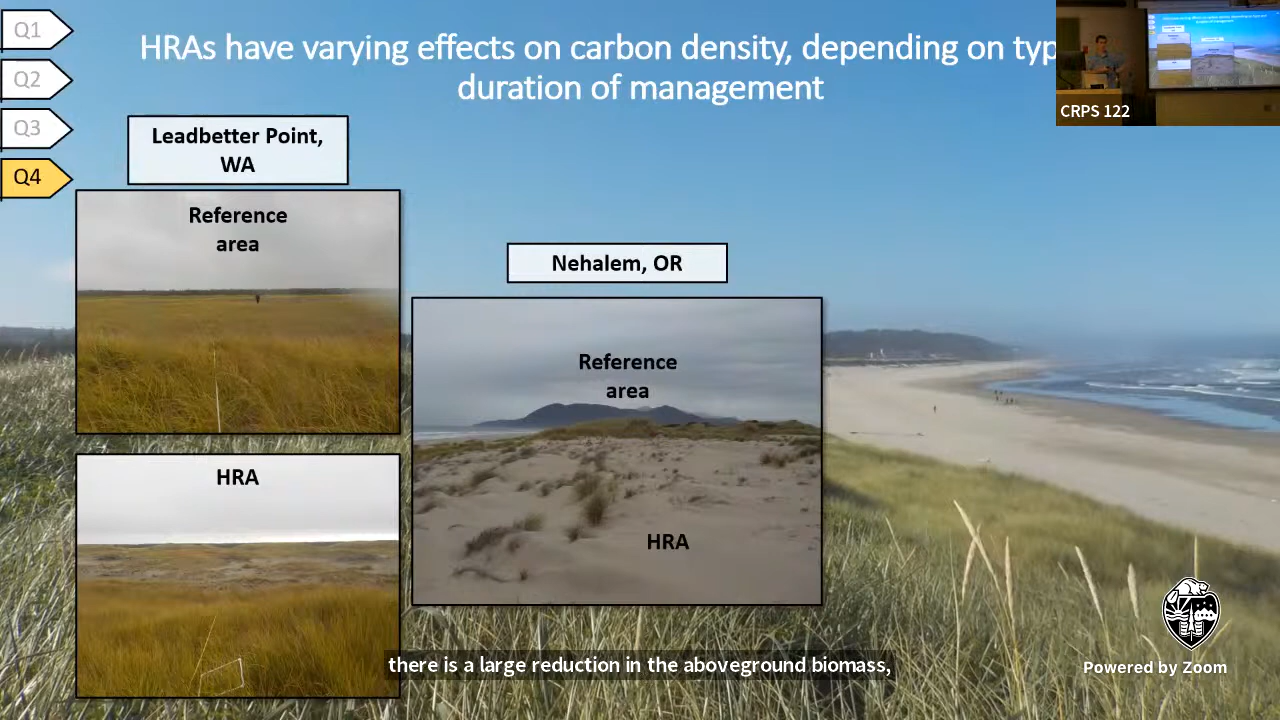 Q1
Q2
Q3
Q4
HRAs have varying effects on carbon density, depending on typ
duration of management
CRPS 122
Leadbetter Point,
WA
Reference
area
HRA
Nehalem, OR
Reference
area
HRA
there is a large reduction in the aboveground biomass,
Powered by Zoom